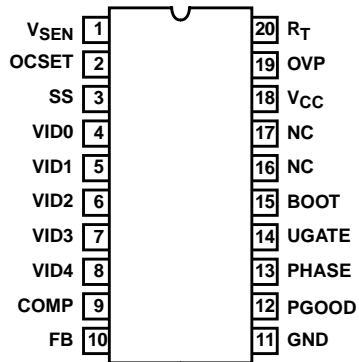 VSEN 1 20 RT
OCSET 2 19 OVP
SS 3 18 VCC
VID0 4 17 NC
VID1 5 16 NC
VID2 6 15 BOOT
VID3 7 14 UGATE
VID4 8 13 PHASE
COMP 9 12 PGOOD
FB 10 11 GND